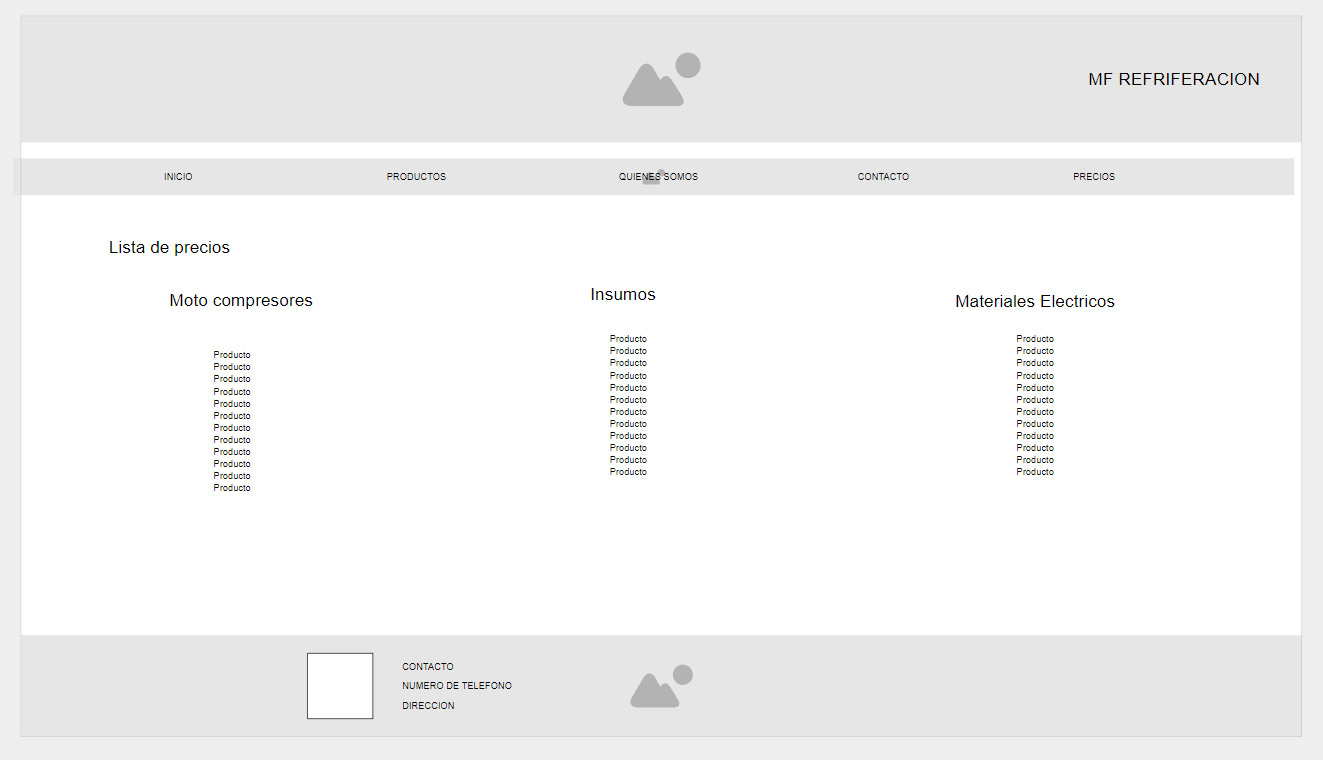 MF REFRIFERACION
INICIO
PRODUCTOS
QUIENES SOMOS
CONTACTO
PRECIOS
Lista de precios
Moto compresores
Producto
Producto
Producto
Producto
Producto
Producto
Producto
Producto
Producto
Producto
Producto
Producto
Insumos
Producto
Producto
Producto
Producto
Producto
Producto
Producto
Producto
Producto
Producto
Producto
Producto
Materiales Electricos
Producto
Producto
Producto
Producto
Producto
Producto
Producto
Producto
Producto
Producto
Producto
Producto
CONTACTO
NUMERO DE TELEFONO
DIRECCION